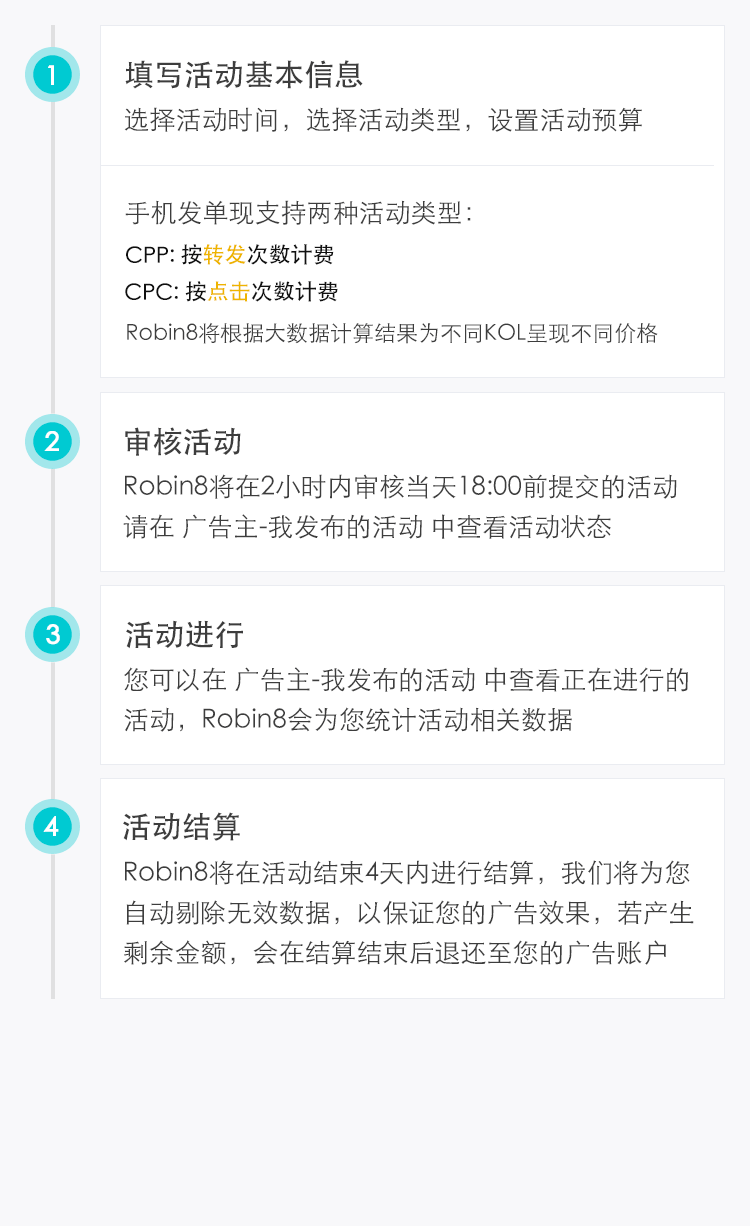 1
填写活动基本信息
选择活动时间，选择活动类型，设置活动预算
手机发单现支持两种活动类型：
CPP: 按转发次数计费
CPC: 按点击次数计费
Robin8将根据大数据计算结果为不同KOL呈现不同价格
2
审核活动
Robin8将在2小时内审核当天18:00前提交的活动
请在 广告主-我发布的活动 中查看活动状态
3
活动进行
您可以在 广告主-我发布的活动 中查看正在进行的
活动，Robin8会为您统计活动相关数据
4
活动结算
Robin8将在活动结束4天内进行结算，我们将为您
自动剔除无效数据，以保证您的广告效果，若产生
剩余金额，会在结算结束后退还至您的广告账户